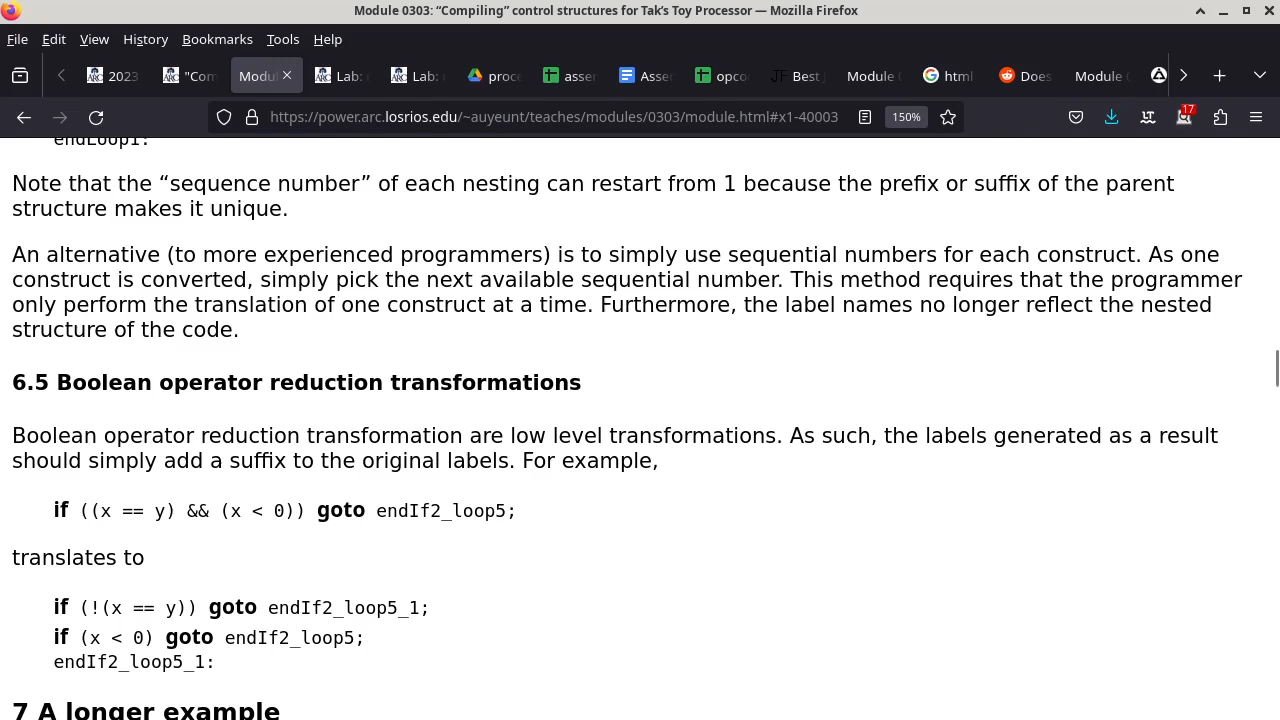 Module 0303: “Compiling” control structures for Tak’s Toy Processor — Mozilla Firefox
File Edit View History Bookmarks Tools Help
2023 "Com Modul Lab: Lab: proce asser Asser opco Best Module html Does Module
https://power.arc.losrios.edu/~auyeunt/teaches/modules/0303/module.html#x1-40003 150% 17
endLoop1:
Note that the “sequence number” of each nesting can restart from 1 because the prefix or suffix of the parent
structure makes it unique.
An alternative (to more experienced programmers) is to simply use sequential numbers for each construct. As one
construct is converted, simply pick the next available sequential number. This method requires that the programmer
only perform the translation of one construct at a time. Furthermore, the label names no longer reflect the nested
structure of the code.
6.5 Boolean operator reduction transformations
Boolean operator reduction transformation are low level transformations. As such, the labels generated as a result
should simply add a suffix to the original labels. For example,
if ((x == y) && (x < 0)) goto endIf2_loop5;
translates to
if (!(x == y)) goto endIf2_loop5_1;
if (x < 0) goto endIf2_loop5;
endIf2_loop5_1:
7 A longer example